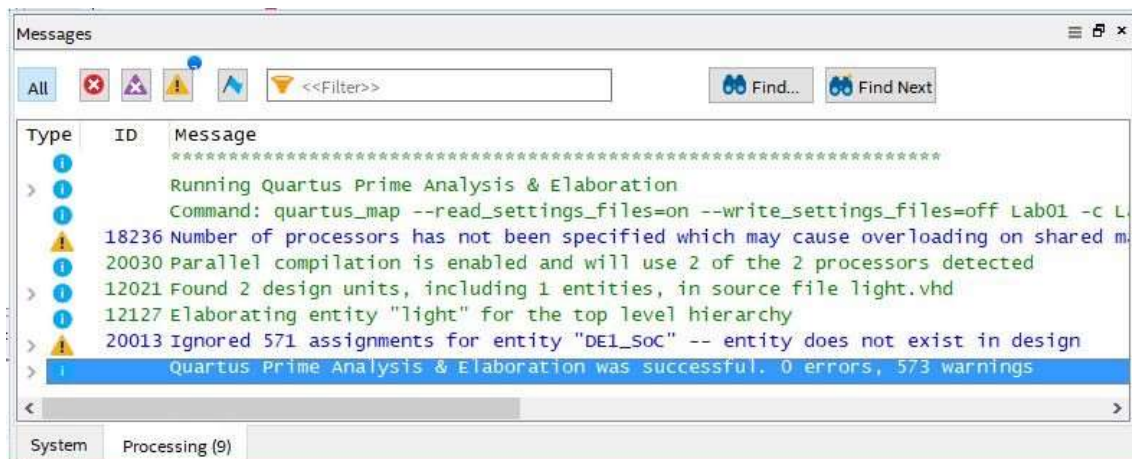 Messages
All <<Filter>> Find... Find Next
Type ID Message
********************************************************************
Running Quartus Prime Analysis & Elaboration
Command: quartus_map --read_settings_files=on --write_settings_files=off Lab01 -c
18236 Number of processors has not been specified which may cause overloading on shared
20030 Parallel compilation is enabled and will use 2 of the 2 processors detected
12021 Found 2 design units, including 1 entities, in source file light.vhd
12127 Elaborating entity "light" for the top level hierarchy
20013 Ignored 571 assignments for entity "DE1_SoC" -- entity does not exist in design
Quartus Prime Analysis & Elaboration was successful. 0 errors, 573 warnings
System Processing (9)